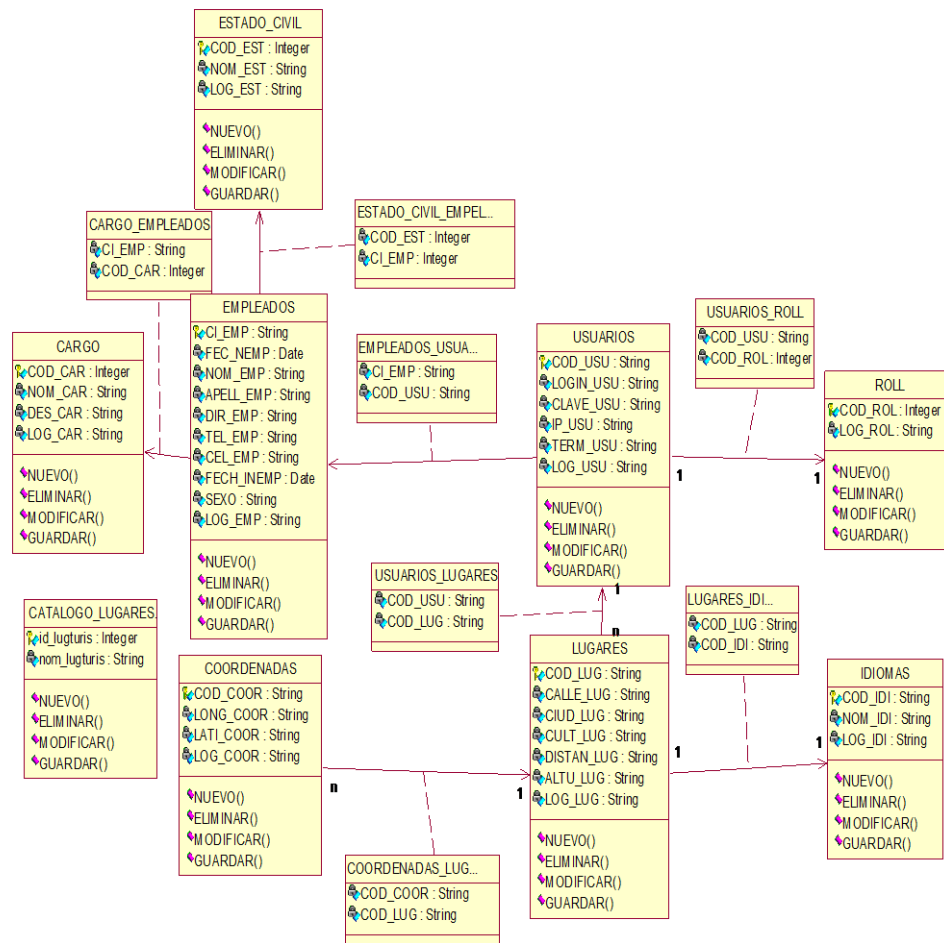 ESTADO_CIVIL
COD_EST : Integer
NOM_EST : String
LOG_EST : String
NUEVO()
ELIMINAR()
MODIFICAR()
GUARDAR()
CARGO_EMPLEADOS
CI_EMP : String
COD_CAR : Integer
ESTADO_CIVIL_EMPEL...
COD_EST : Integer
CI_EMP : Integer
CARGO
COD_CAR : Integer
NOM_CAR : String
DES_CAR : String
LOG_CAR : String
NUEVO()
ELIMINAR()
MODIFICAR()
GUARDAR()
EMPLEADOS
CI_EMP : String
FEC_NEMP : Date
NOM_EMP : String
APELL_EMP : String
DIR_EMP : String
TEL_EMP : String
CEL_EMP : String
FECH_INEMP : Date
SEXO : String
LOG_EMP : String
NUEVO()
ELIMINAR()
MODIFICAR()
GUARDAR()
EMPLEADOS_USUA...
CI_EMP : String
COD_USU : String
USUARIOS
COD_USU : String
LOGIN_USU : String
CLAVE_USU : String
IP_USU : String
TERM_USU : String
LOG_USU : String
NUEVO()
ELIMINAR()
MODIFICAR()
GUARDAR()
USUARIOS_ROLL
COD_USU : String
COD_ROL : Integer
ROLL
COD_ROL : Integer
LOG_ROL : String
NUEVO()
ELIMINAR()
MODIFICAR()
GUARDAR()
1
1
USUARIOS_LUGARES
COD_USU : String
COD_LUG : String
1
n
LUGARES_IDI...
COD_LUG : String
COD_IDI : String
CATALOGO_LUGARES...
id_lugturis : Integer
nom_lugturis : String
NUEVO()
ELIMINAR()
MODIFICAR()
GUARDAR()
COORDENADAS
COD_COOR : String
LONG_COOR : String
LATI_COOR : String
LOG_COOR : String
NUEVO()
ELIMINAR()
MODIFICAR()
GUARDAR()
LUGARES
COD_LUG : String
CALLE_LUG : String
CIUD_LUG : String
CULT_LUG : String
DISTAN_LUG : String
ALTU_LUG : String
LOG_LUG : String
NUEVO()
ELIMINAR()
MODIFICAR()
GUARDAR()
IDIOMAS
COD_IDI : String
NOM_IDI : String
LOG_IDI : String
NUEVO()
ELIMINAR()
MODIFICAR()
GUARDAR()
1
1
n
1
COORDENADAS_LUG...
COD_COOR : String
COD_LUG : String